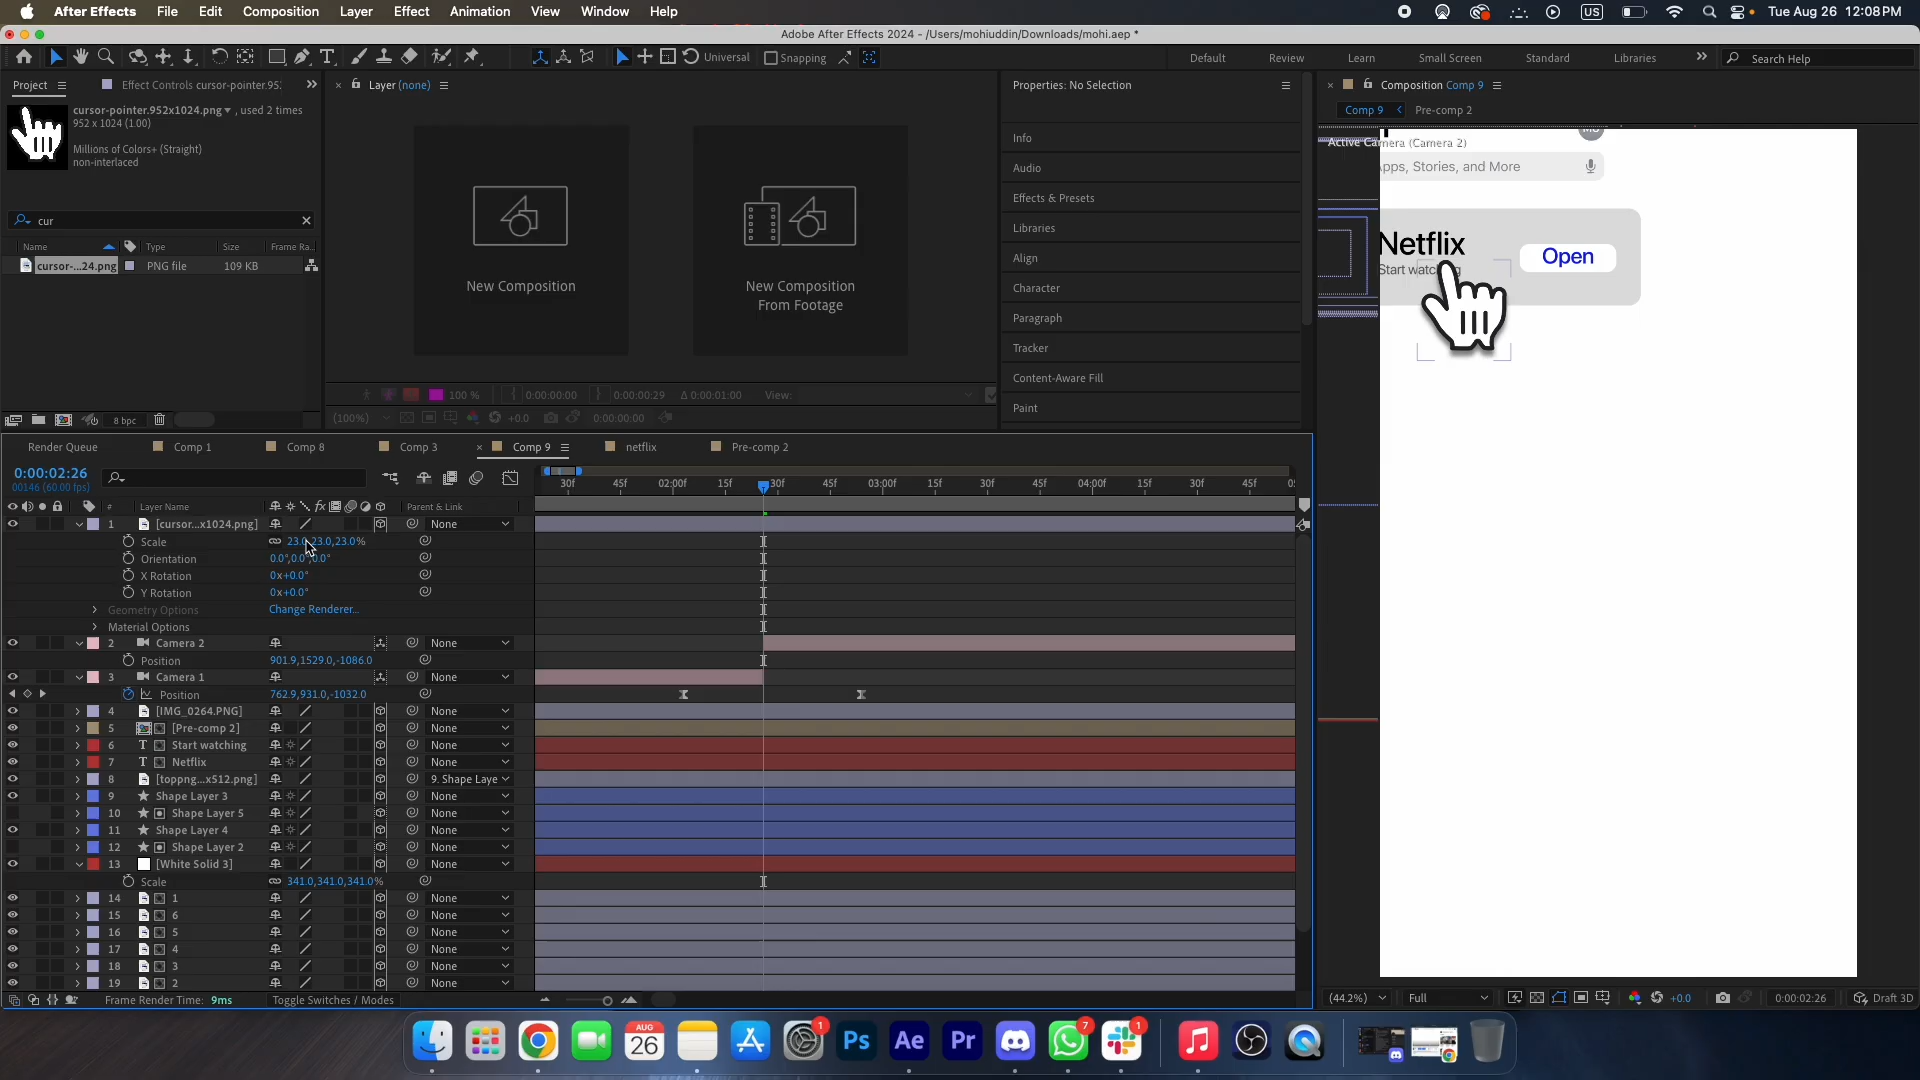 After Effects File Edit Composition Layer Effect Animation View Window Help
US Tue Aug 26 12:08 PM
Adobe After Effects 2024 - /Users/mohiuddin/Downloads/mohi.aep *
Universal Snapping Default Review Learn Small Screen Standard Libraries Search Help
Project Effect Controls cursor-pointer.95
cursor-pointer.952x1024.png , used 2 times
952 x 1024 (1.00)
Millions of Colors+ (Straight)
non-interlaced
cur
Name Type Size Frame Ra...
cursor-...24.png PNG file 109 KB
8 bpc
Layer (none)
New Composition
New Composition
From Footage
100 % 0:00:00:00 0:00:00:29 Δ 0:00:01:00 View:
(100%) +0.0 0:00:00:00
Properties: No Selection
Info
Audio
Effects & Presets
Libraries
Align
Character
Paragraph
Tracker
Content-Aware Fill
Paint
Composition Comp 9
Comp 9 Pre-comp 2
Active Camera (Camera 2)
Apps, Stories, and More
Netflix
Start watching
Open
Render Queue Comp 1 Comp 8 Comp 3 Comp 9 netflix Pre-comp 2
0:00:02:26
00146 (60.00 fps)
30f 45f 02:00f 15f 30f 45f 03:00f 15f 30f 45f 04:00f 15f 30f 45f
# Layer Name Parent & Link
1 [cursor...x1024.png] None
Scale 23.0,23.0,23.0%
Orientation 0.0°,0.0°,0.0°
X Rotation 0x+0.0°
Y Rotation 0x+0.0°
Geometry Options Change Renderer...
Material Options
2 Camera 2 None
Position 901.9,1529.0,-1086.0
3 Camera 1 None
Position 762.9,931.0,-1032.0
4 [IMG_0264.PNG] None
5 [Pre-comp 2] None
6 T Start watching None
7 T Netflix None
8 [toppng...x512.png] 9. Shape Laye
9 Shape Layer 3 None
10 Shape Layer 5 None
11 Shape Layer 4 None
12 Shape Layer 2 None
13 [White Solid 3] None
Scale 341.0,341.0,341.0%
14 1 None
15 6 None
16 5 None
17 4 None
18 3 None
19 2 None
Frame Render Time: 9ms Toggle Switches / Modes
(44.2%) Full +0.0 0:00:02:26 Draft 3D
AUG
26
1
Ps
Ae
Pr
7
1